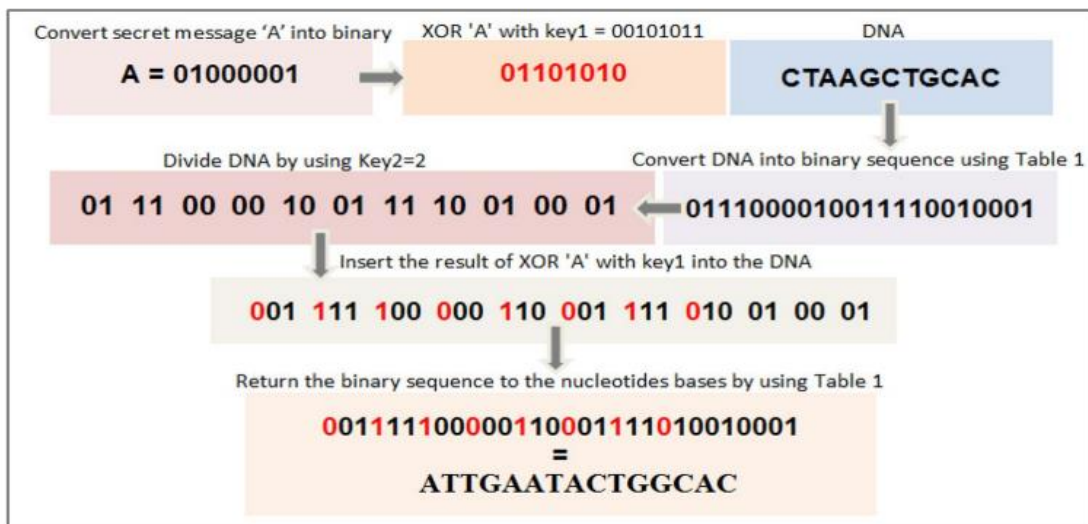 Convert secret message ‘A’ into binary
XOR 'A' with key1 = 00101011
DNA
A = 01000001
01101010
CTAAGCTGCAC
Divide DNA by using Key2=2
Convert DNA into binary sequence using Table 1
01 11 00 00 10 01 11 10 01 00 01
0111000010011110010001
Insert the result of XOR 'A' with key1 into the DNA
001 111 100 000 110 001 111 010 01 00 01
Return the binary sequence to the nucleotides bases by using Table 1
001111100000110001111010010001
=
ATTGAATACTGGCAC